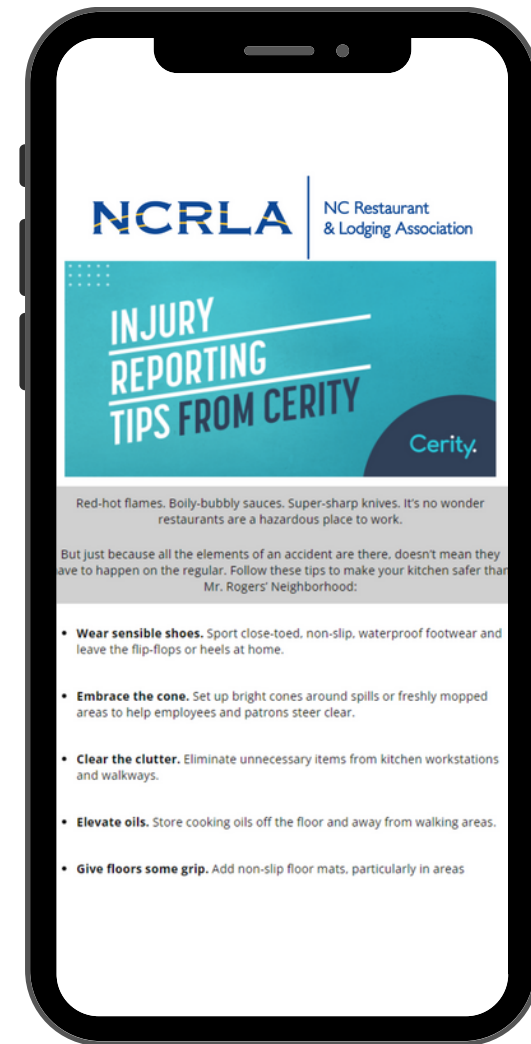 NCRLA
NC Restaurant
& Lodging Association
INJURY
REPORTING
TIPS FROM CERITY
Cerity.
Red-hot flames. Boily-bubbly sauces. Super-sharp knives. It's no wonder
restaurants are a hazardous place to work.
But just because all the elements of an accident are there, doesn't mean they
ave to happen on the regular. Follow these tips to make your kitchen safer than
Mr. Rogers' Neighborhood:
• Wear sensible shoes. Sport close-toed, non-slip, waterproof footwear and
leave the flip-flops or heels at home.
• Embrace the cone. Set up bright cones around spills or freshly mopped
areas to help employees and patrons steer clear.
• Clear the clutter. Eliminate unnecessary items from kitchen workstations
and walkways.
• Elevate oils. Store cooking oils off the floor and away from walking areas.
• Give floors some grip. Add non-slip floor mats, particularly in areas